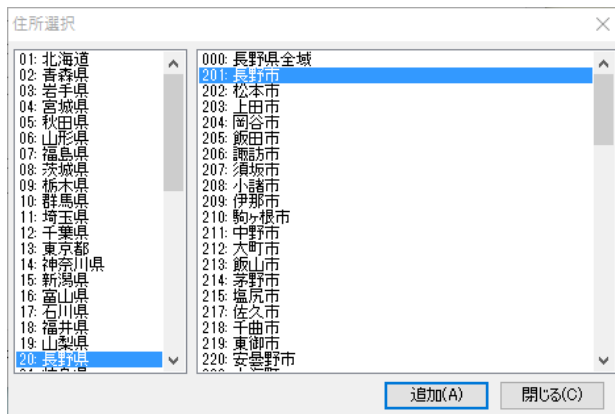 住所選択
01: 北海道
02: 青森県
03: 岩手県
04: 宮城県
05: 秋田県
06: 山形県
07: 福島県
08: 茨城県
09: 栃木県
10: 群馬県
11: 埼玉県
12: 千葉県
13: 東京都
14: 神奈川県
15: 新潟県
16: 富山県
17: 石川県
18: 福井県
19: 山梨県
20: 長野県
000: 長野県全域
201: 長野市
202: 松本市
203: 上田市
204: 岡谷市
205: 飯田市
206: 諏訪市
207: 須坂市
208: 小諸市
209: 伊那市
210: 駒ヶ根市
211: 中野市
212: 大町市
213: 飯山市
214: 茅野市
215: 塩尻市
217: 佐久市
218: 千曲市
219: 東御市
220: 安曇野市
追加(A)
閉じる(C)